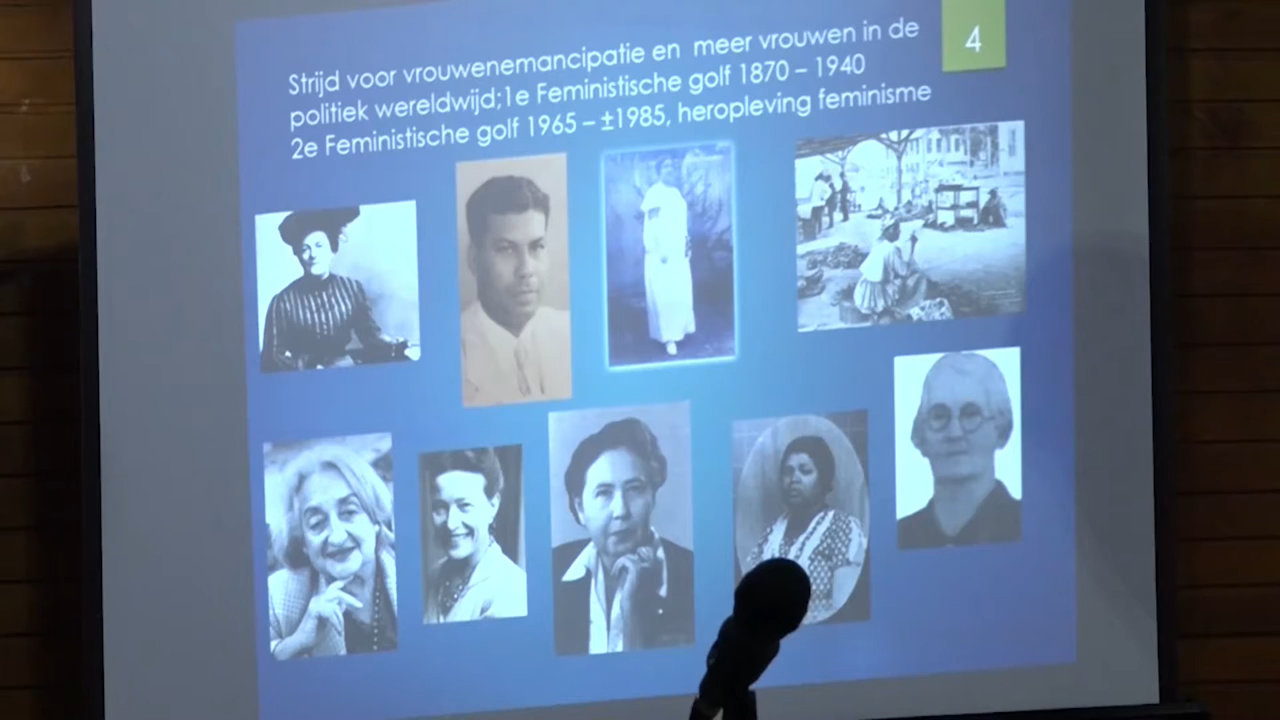 Strijd voor vrouwenemancipatie en meer vrouwen in de
politiek wereldwijd;1e Feministische golf 1870 – 1940
2e Feministische golf 1965 – ±1985, heropleving feminisme
4